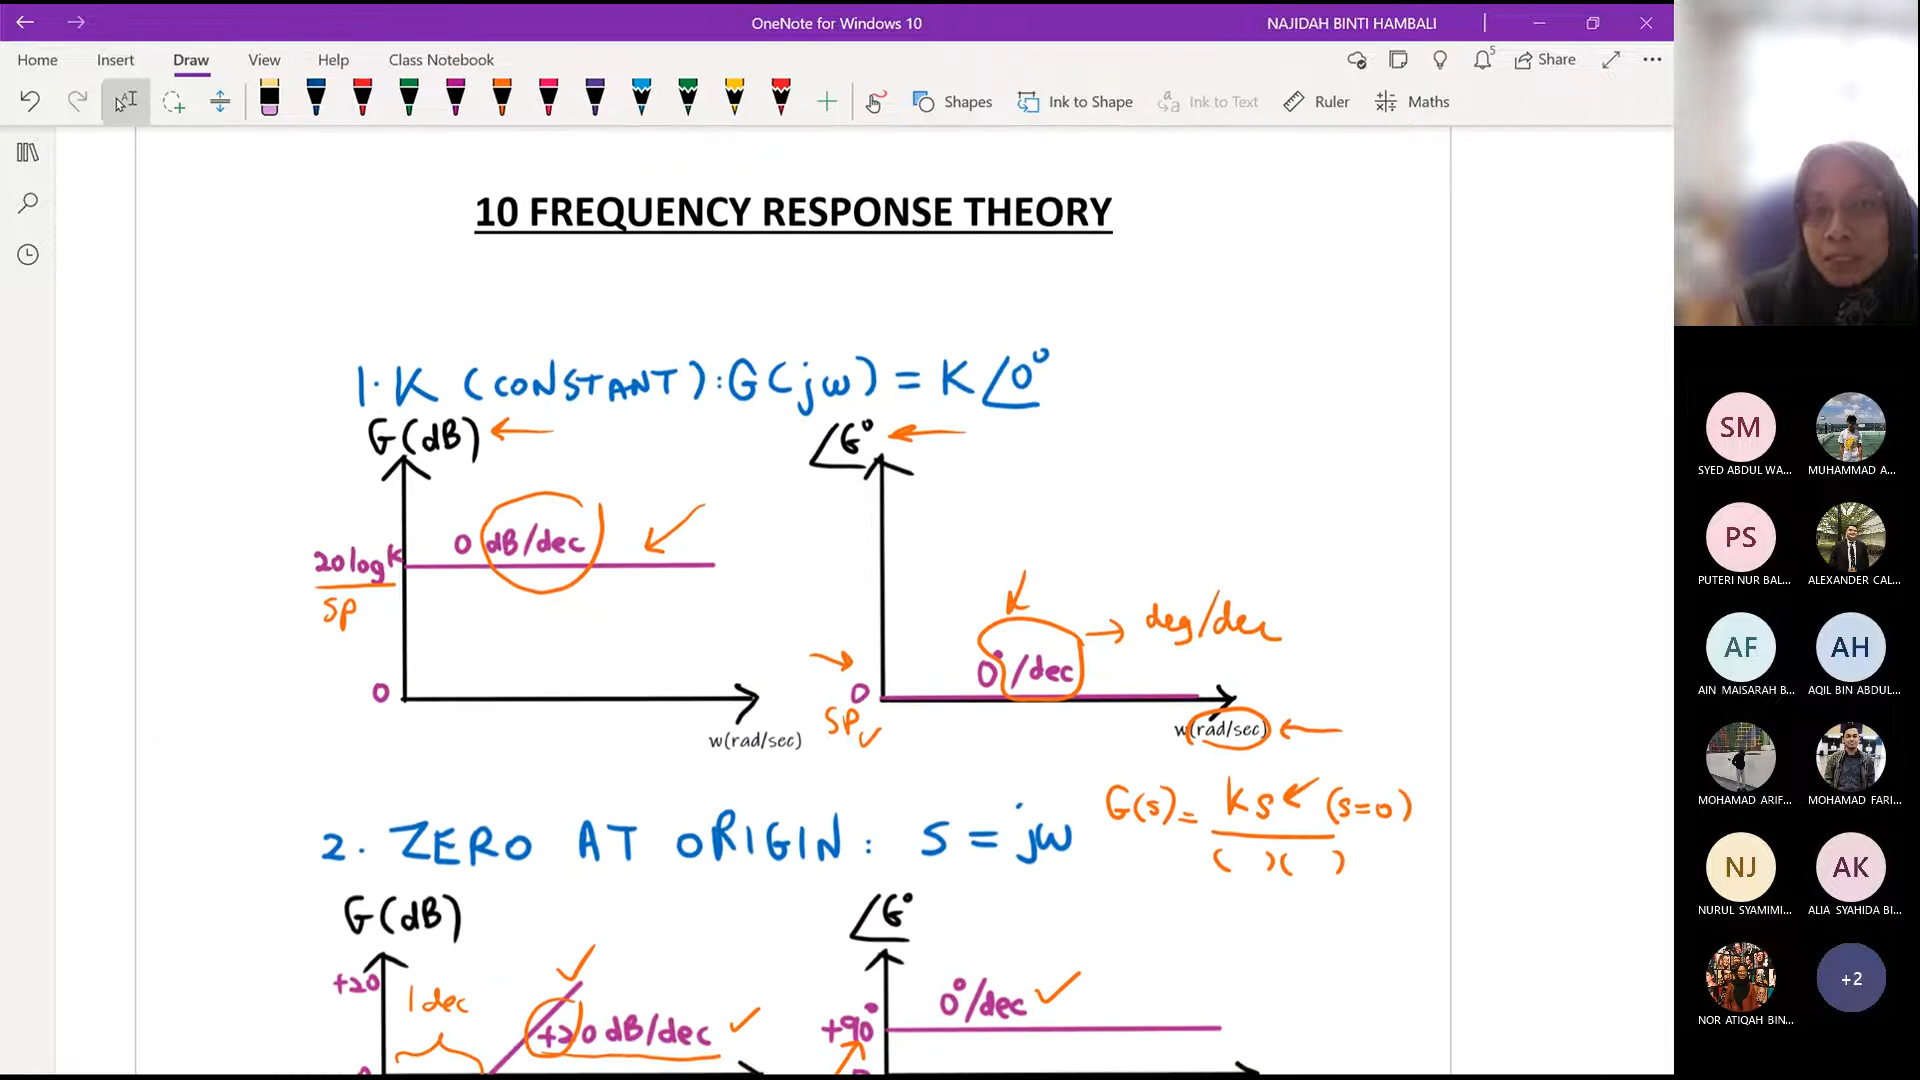 OneNote for Windows 10
NAJIDAH BINTI HAMBALI
Home Insert Draw View Help Class Notebook
5
Share
Shapes Ink to Shape Ink to Text Ruler Maths
10 FREQUENCY RESPONSE THEORY
1. K (CONSTANT): G(jω) = K∠0°
G(dB)
∠G°
0 dB/dec
20logK
SP
0
deg/dec
0°/dec
0
SP
w(rad/sec)
w(rad/sec)
G(s) = ks (s=0)
( )( )
2. ZERO AT ORIGIN: S = jω
G(dB)
∠G°
+20
1 dec
+20 dB/dec
0°/dec
+90°
SM
SYED ABDUL WA...
MUHAMMAD A...
PS
PUTERI NUR BAL...
ALEXANDER CAL...
AF
AIN MAISARAH B...
AH
AQIL BIN ABDUL...
MOHAMAD ARIF...
MOHAMAD FARI...
NJ
NURUL SYAMIMI...
AK
ALIA SYAHIDA BI...
NOR ATIQAH BIN...
+2